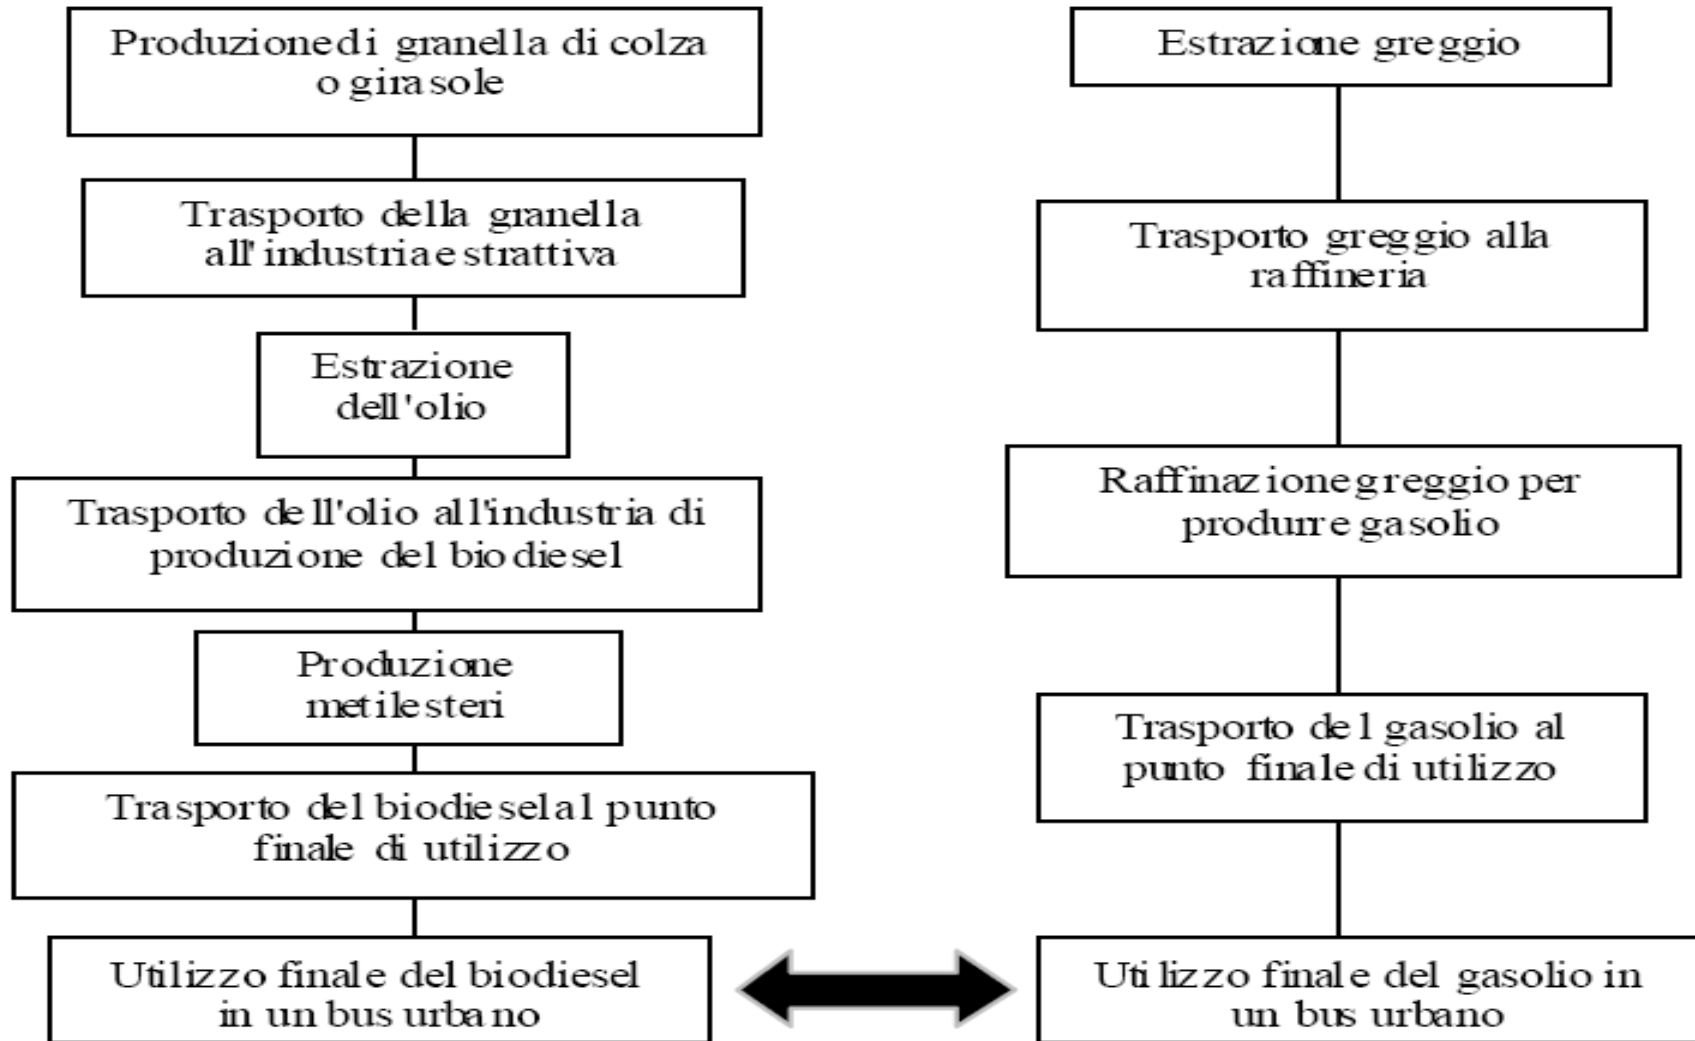 Produzione di granella di colza
o girasole
Trasporto della granella
all'industria estrattiva
Estrazione
dell'olio
Trasporto dell'olio all'industria di
produzione del biodiesel
Produzione
metilesteri
Trasporto del biodiesel al punto
finale di utilizzo
Utilizzo finale del biodiesel
in un bus urbano
Estrazione greggio
Trasporto greggio alla
raffineria
Raffinazione greggio per
produrre gasolio
Trasporto del gasolio al
punto finale di utilizzo
Utilizzo finale del gasolio in
un bus urbano